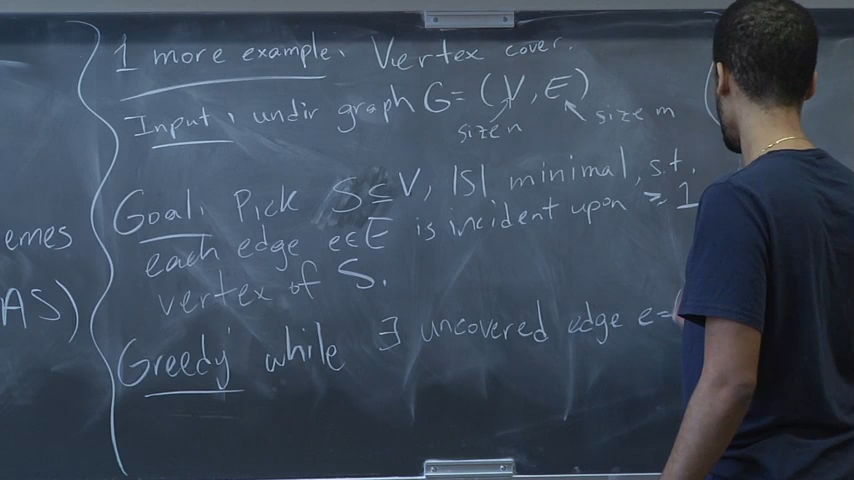 emes
AS)
1 more example. Vertex cover.
Input, undir graph G= (V, E)
size n
size m
Goal. Pick S⊆V, |S| minimal, s.t.
each edge e∈E is incident upon ≥ 1
vertex of S.
Greedy while ∃ uncovered edge e=